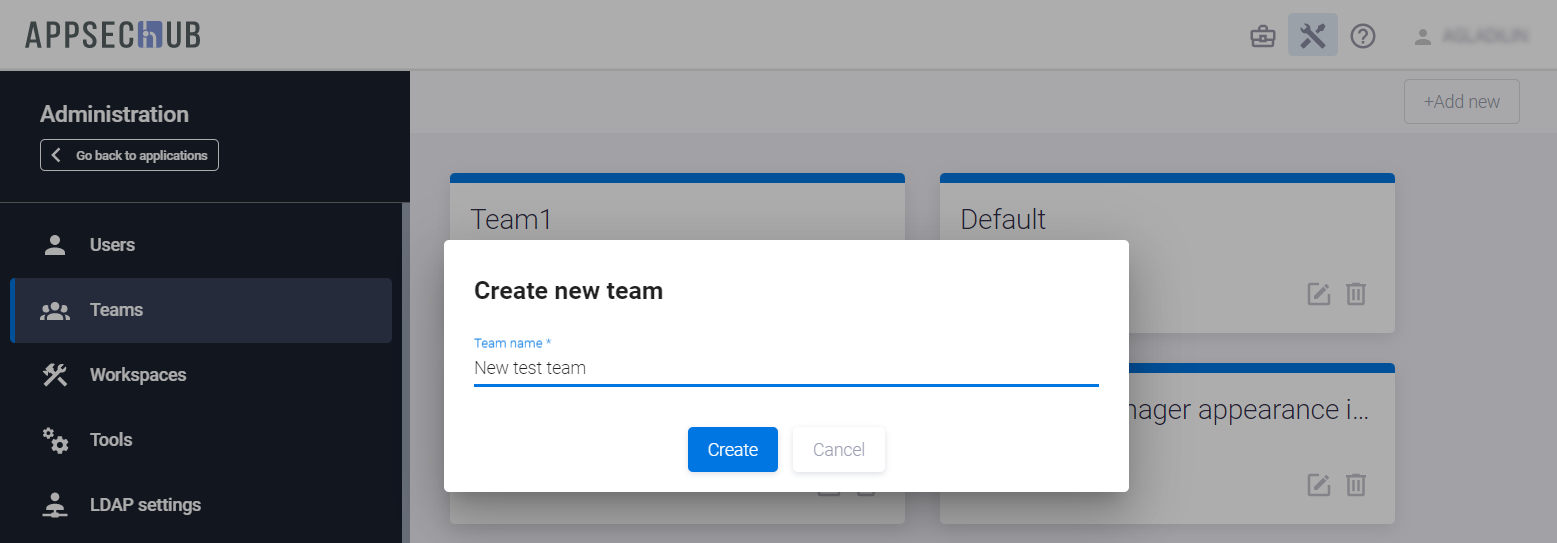 APPSECHUB
+Add new
Administration
Go back to applications
Users
Teams
Workspaces
Tools
LDAP settings
Team1
Default
Create new team
Team name *
New test team
Create
Cancel
nager appearance i...